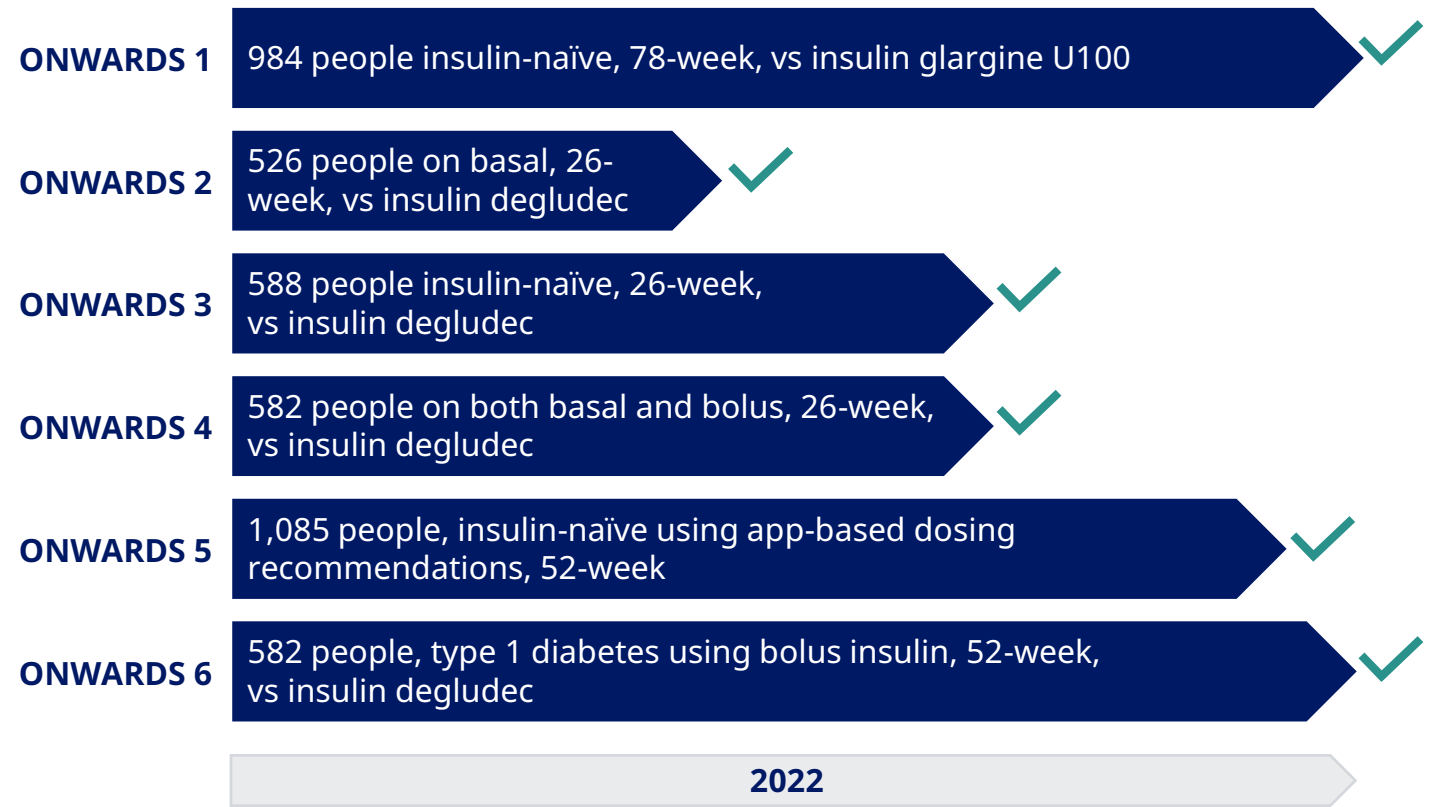 ONWARDS 1
984 people insulin-naïve, 78-week, vs insulin glargine U100
ONWARDS 2
526 people on basal, 26-
week, vs insulin degludec
ONWARDS 3
588 people insulin-naïve, 26-week,
vs insulin degludec
ONWARDS 4
582 people on both basal and bolus, 26-week,
vs insulin degludec
ONWARDS 5
1,085 people, insulin-naïve using app-based dosing
recommendations, 52-week
ONWARDS 6
582 people, type 1 diabetes using bolus insulin, 52-week,
vs insulin degludec
2022